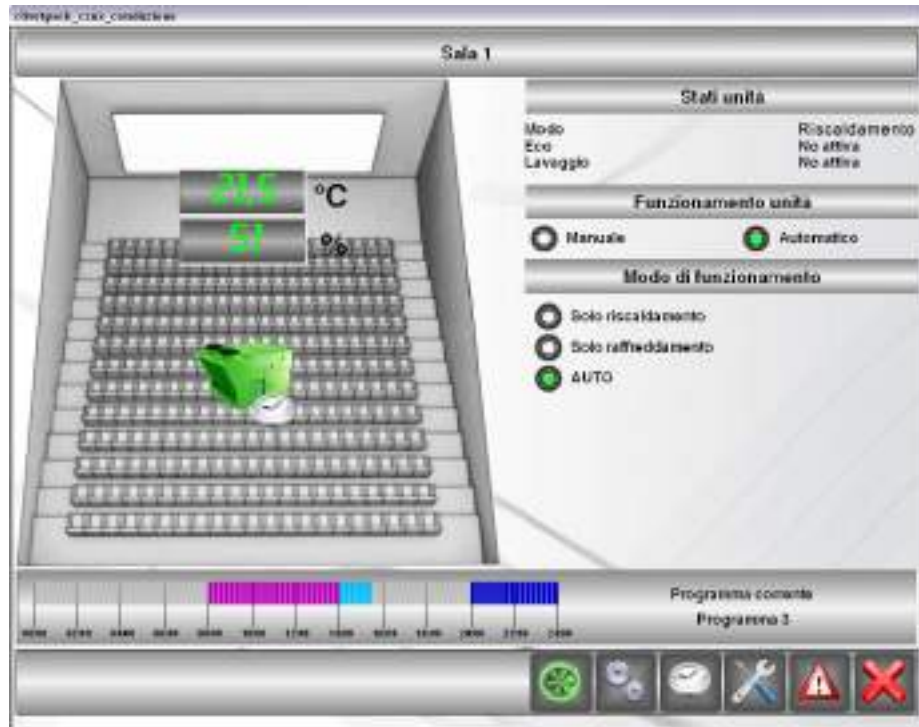 Sala 1
Stati unità
Modo Riscaldamento
Eco No attiva
Lavaggio No attiva
21.5 °C
51 %
Funzionamento unità
Manuale Automatico
Modo di funzionamento
Solo riscaldamento
Solo raffreddamento
AUTO
Programma corrente
Programma 3